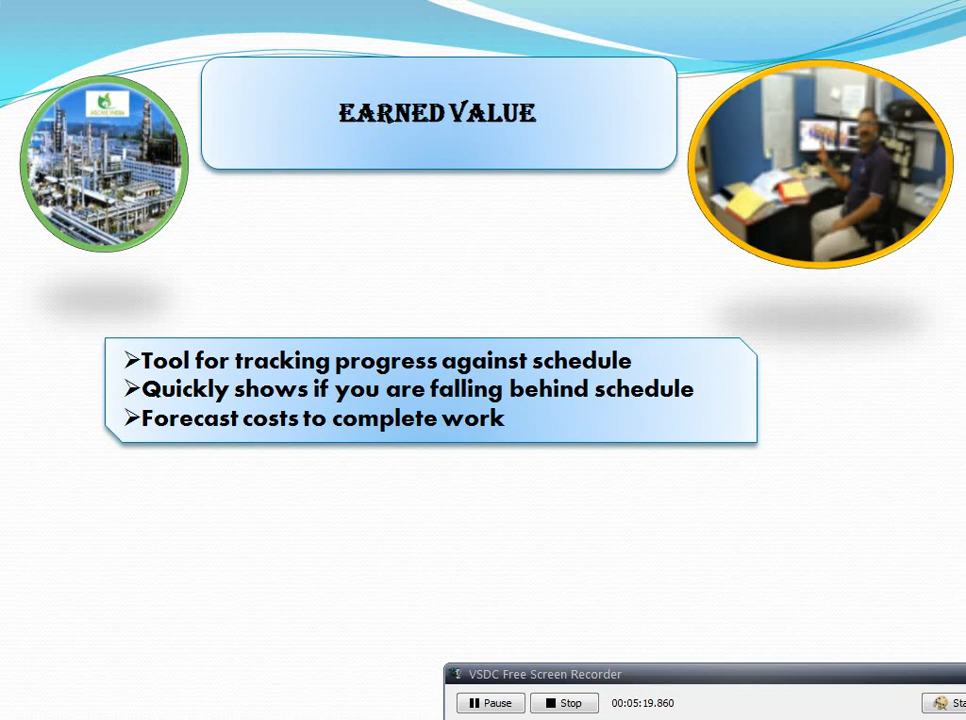 EARNED VALUE
➢Tool for tracking progress against schedule
➢Quickly shows if you are falling behind schedule
➢Forecast costs to complete work
VSDC Free Screen Recorder
Pause Stop 00:05:19.860 Sta